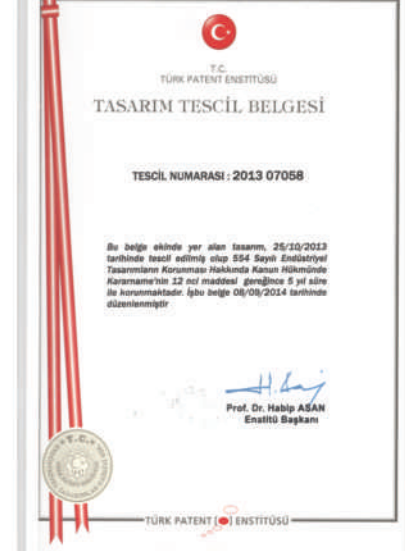 T.C.
TÜRK PATENT ENSTİTÜSÜ
TASARIM TESCİL BELGESİ
TESCİL NUMARASI : 2013 07058
Bu belge ekinde yer alan tasarım, 25/10/2013
tarihinde tescil edilmiş olup 554 Sayılı Endüstriyel
Tasarımların Korunması Hakkında Kanun Hükmünde
Kararname'nin 12 nci maddesi gereğince 5 yıl süre
ile korunmaktadır. İşbu belge 08/09/2014 tarihinde
düzenlenmiştir
Prof. Dr. Habip ASAN
Enstitü Başkanı
T.C.
TÜRK PATENT ENSTİTÜSÜ